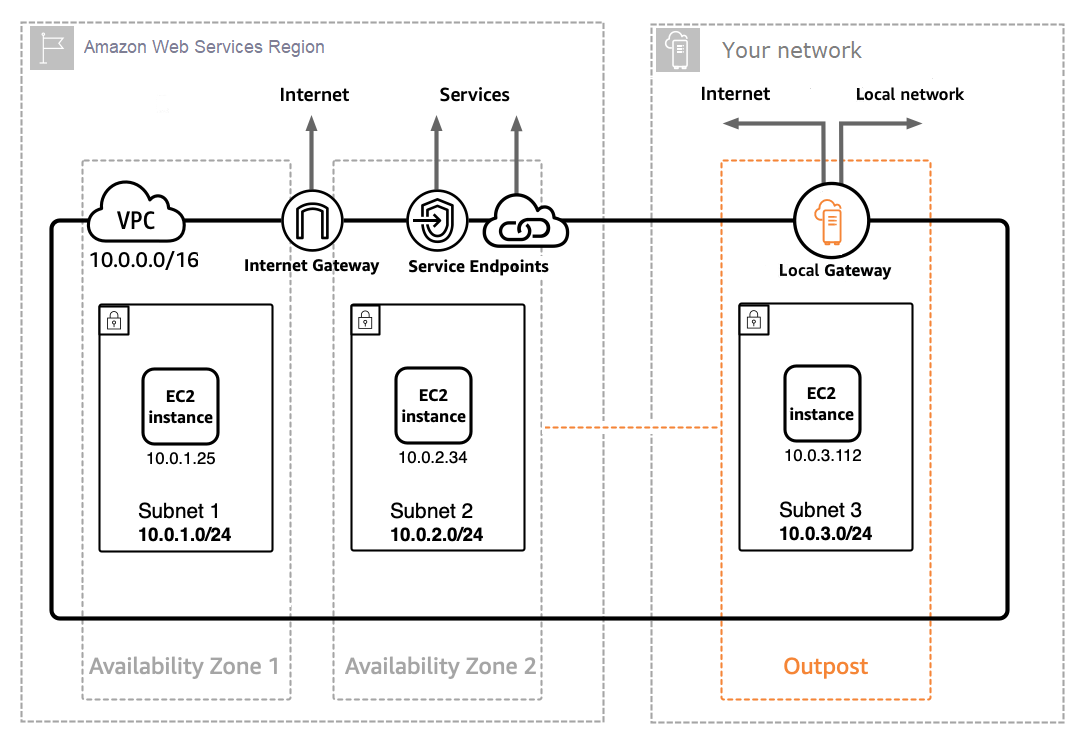 Amazon Web Services Region
Your network
Internet
Services
Internet
Local network
VPC
10.0.0.0/16
Internet Gateway
Service Endpoints
Local Gateway
EC2
instance
10.0.1.25
Subnet 1
10.0.1.0/24
EC2
instance
10.0.2.34
Subnet 2
10.0.2.0/24
EC2
instance
10.0.3.112
Subnet 3
10.0.3.0/24
Availability Zone 1
Availability Zone 2
Outpost